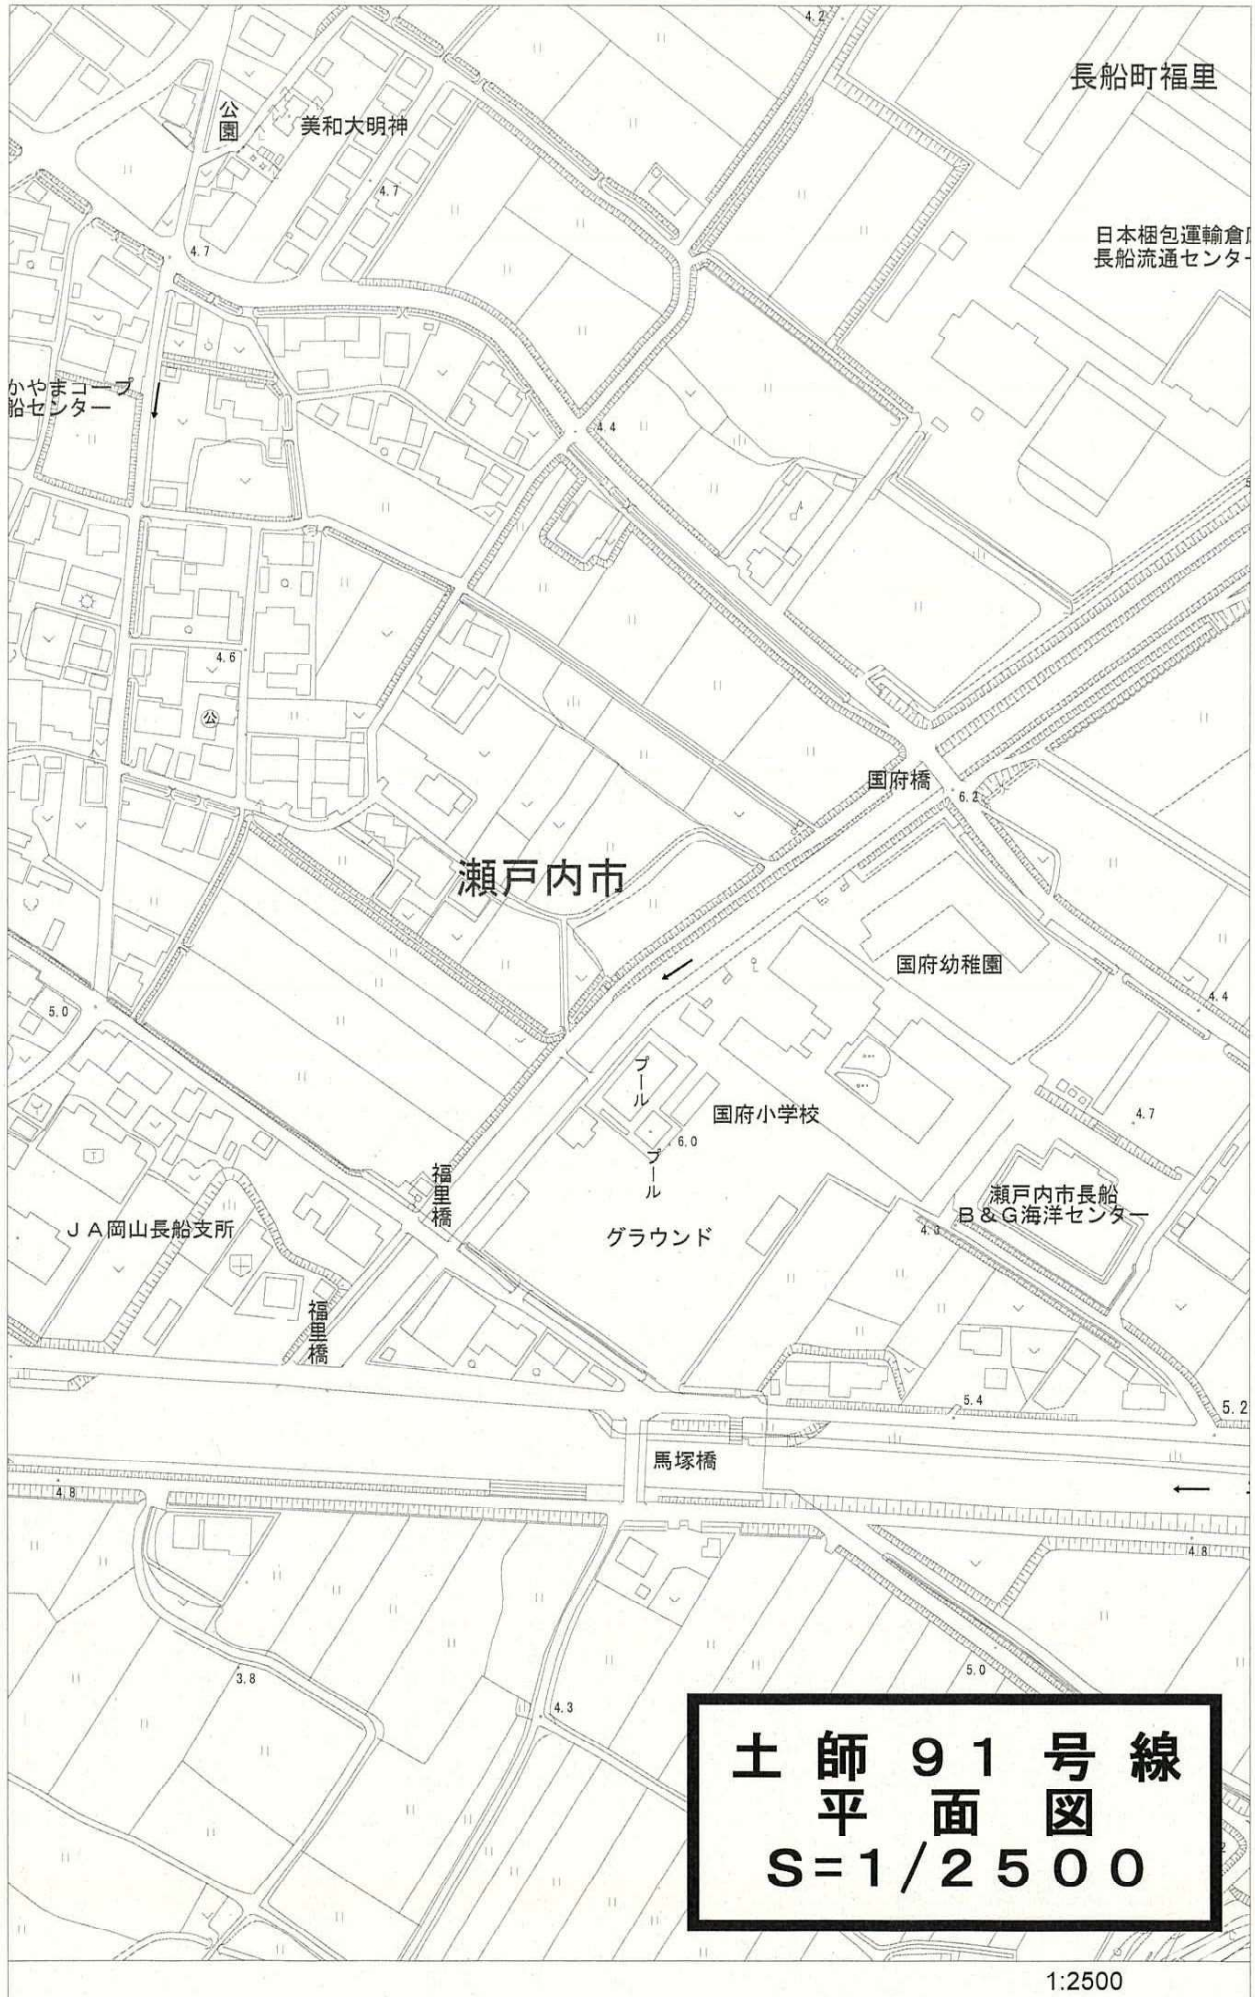 4.2
長船町福里
公園
美和大明神
4.7
4.7
日本梱包運輸倉
長船流通センター
かやまコープ
船センター
4.4
4.6
公
国府橋
6.2
瀬戸内市
国府幼稚園
4.4
5.0
プール
国府小学校
4.7
6.0
プール
福里橋
瀬戸内市長船
B&G海洋センター
JA岡山長船支所
グラウンド
4.3
福里橋
5.4
5.2
馬塚橋
4.8
4.8
5.0
3.8
4.3
土師91号線
平面図
S=1/2500
1:2500